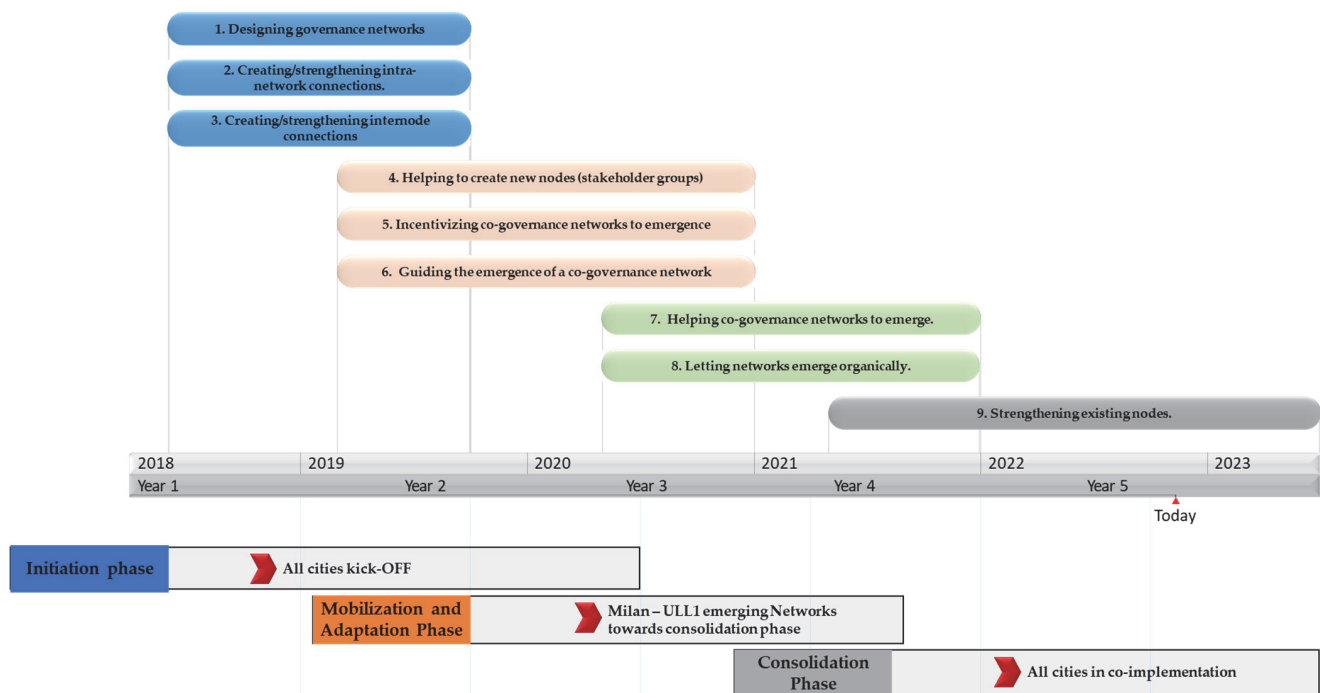 1. Designing governance networks
2. Creating/strengthening intra-
network connections.
3. Creating/strengthening internode
connections
4. Helping to create new nodes (stakeholder groups)
5. Incentivizing co-governance networks to emergence
6. Guiding the emergence of a co-governance network
7. Helping co-governance networks to emerge.
8. Letting networks emerge organically.
9. Strengthening existing nodes.
2018 2019 2020 2021 2022 2023
Year 1 Year 2 Year 3 Year 4 Year 5
Today
Initiation phase
All cities kick-OFF
Mobilization and
Adaptation Phase
Milan – ULL1 emerging Networks
towards consolidation phase
Consolidation
Phase
All cities in co-implementation